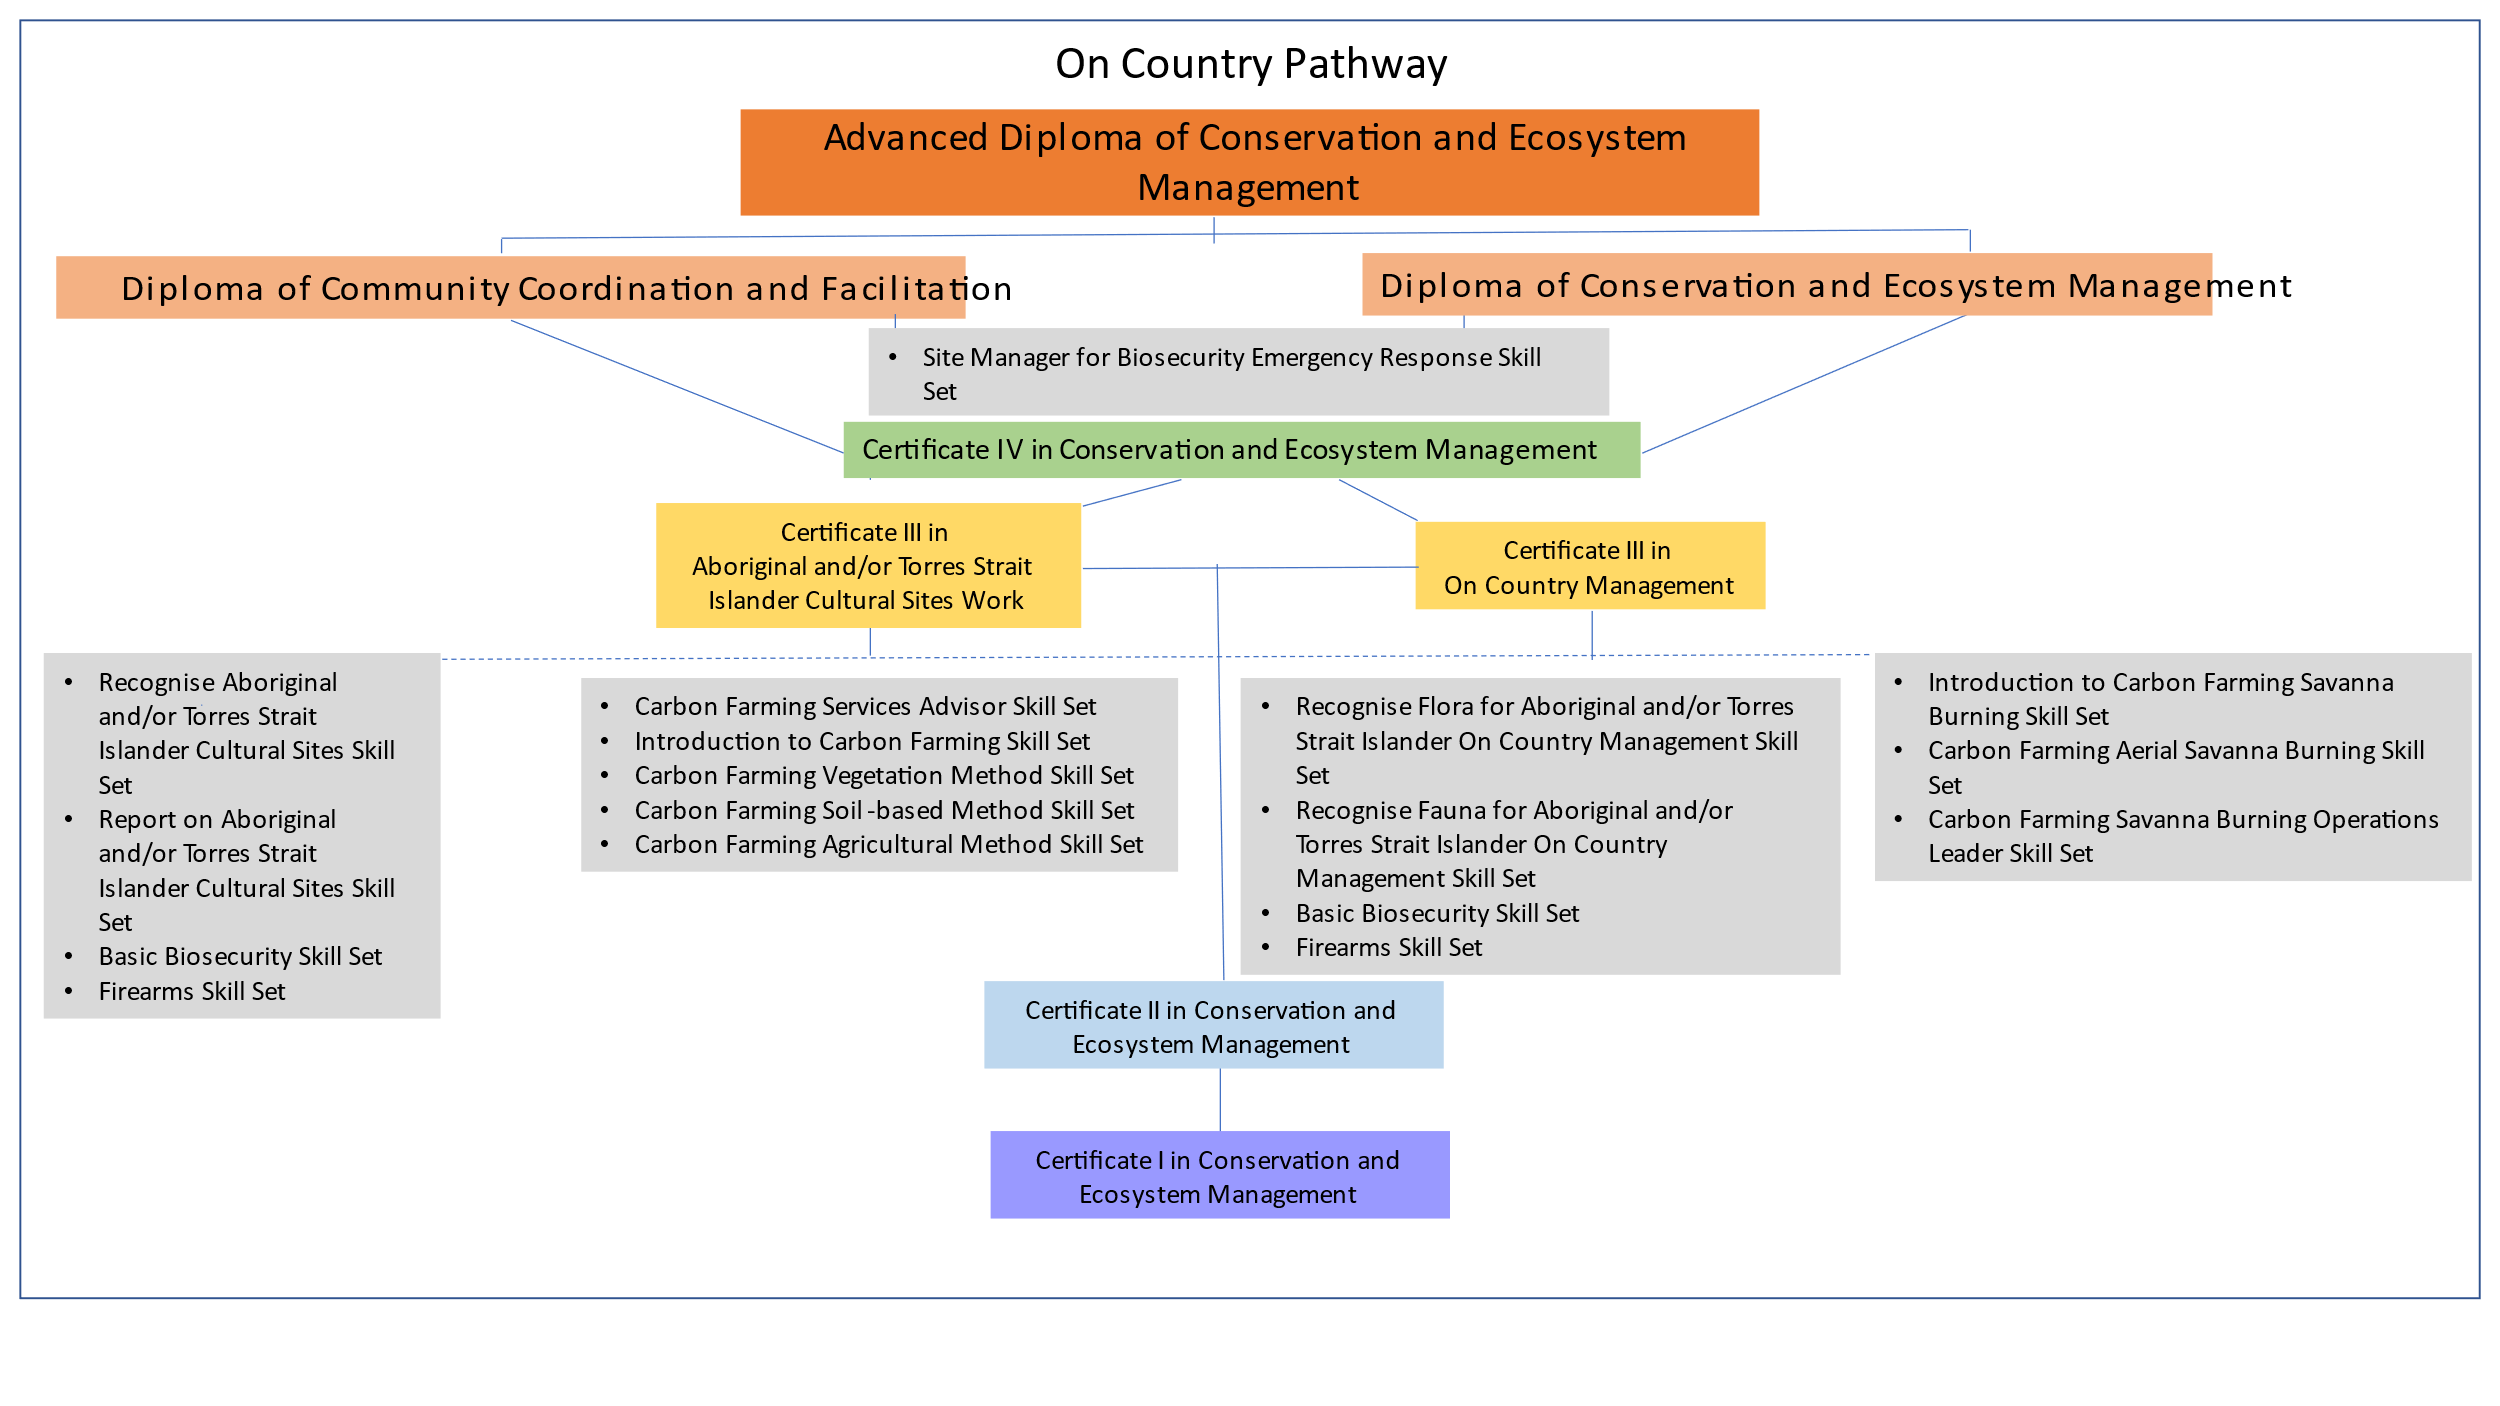 On Country Pathway
Advanced Diploma of Conservation and Ecosystem
Management
Diploma of Community Coordination and Facilitation
Diploma of Conservation and Ecosystem Management
• Site Manager for Biosecurity Emergency Response Skill
Set
Certificate IV in Conservation and Ecosystem Management
Certificate III in
Aboriginal and/or Torres Strait
Islander Cultural Sites Work
Certificate III in
On Country Management
• Recognise Aboriginal
and/or Torres Strait
Islander Cultural Sites Skill
Set
• Report on Aboriginal
and/or Torres Strait
Islander Cultural Sites Skill
Set
• Basic Biosecurity Skill Set
• Firearms Skill Set
• Carbon Farming Services Advisor Skill Set
• Introduction to Carbon Farming Skill Set
• Carbon Farming Vegetation Method Skill Set
• Carbon Farming Soil-based Method Skill Set
• Carbon Farming Agricultural Method Skill Set
• Recognise Flora for Aboriginal and/or Torres
Strait Islander On Country Management Skill
Set
• Recognise Fauna for Aboriginal and/or
Torres Strait Islander On Country
Management Skill Set
• Basic Biosecurity Skill Set
• Firearms Skill Set
• Introduction to Carbon Farming Savanna
Burning Skill Set
• Carbon Farming Aerial Savanna Burning Skill
Set
• Carbon Farming Savanna Burning Operations
Leader Skill Set
Certificate II in Conservation and
Ecosystem Management
Certificate I in Conservation and
Ecosystem Management